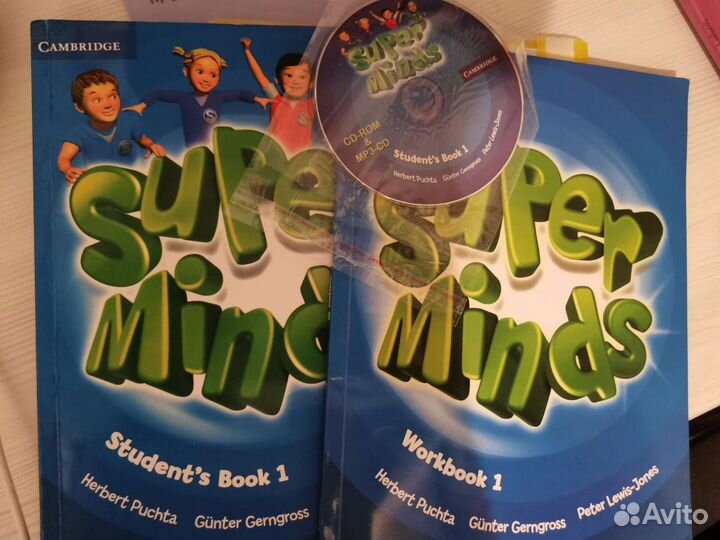 CAMBRIDGE
Super
Minds
Student's Book 1
Herbert Puchta
Günter Gerngross
Super
Minds
CAMBRIDGE
CD-ROM
&
MP3-CD
Student's Book 1
Herbert Puchta Günter Gerngross Peter Lewis-Jones
Super
Minds
Workbook 1
Herbert Puchta Günter Gerngross Peter Lewis-Jones
Avito